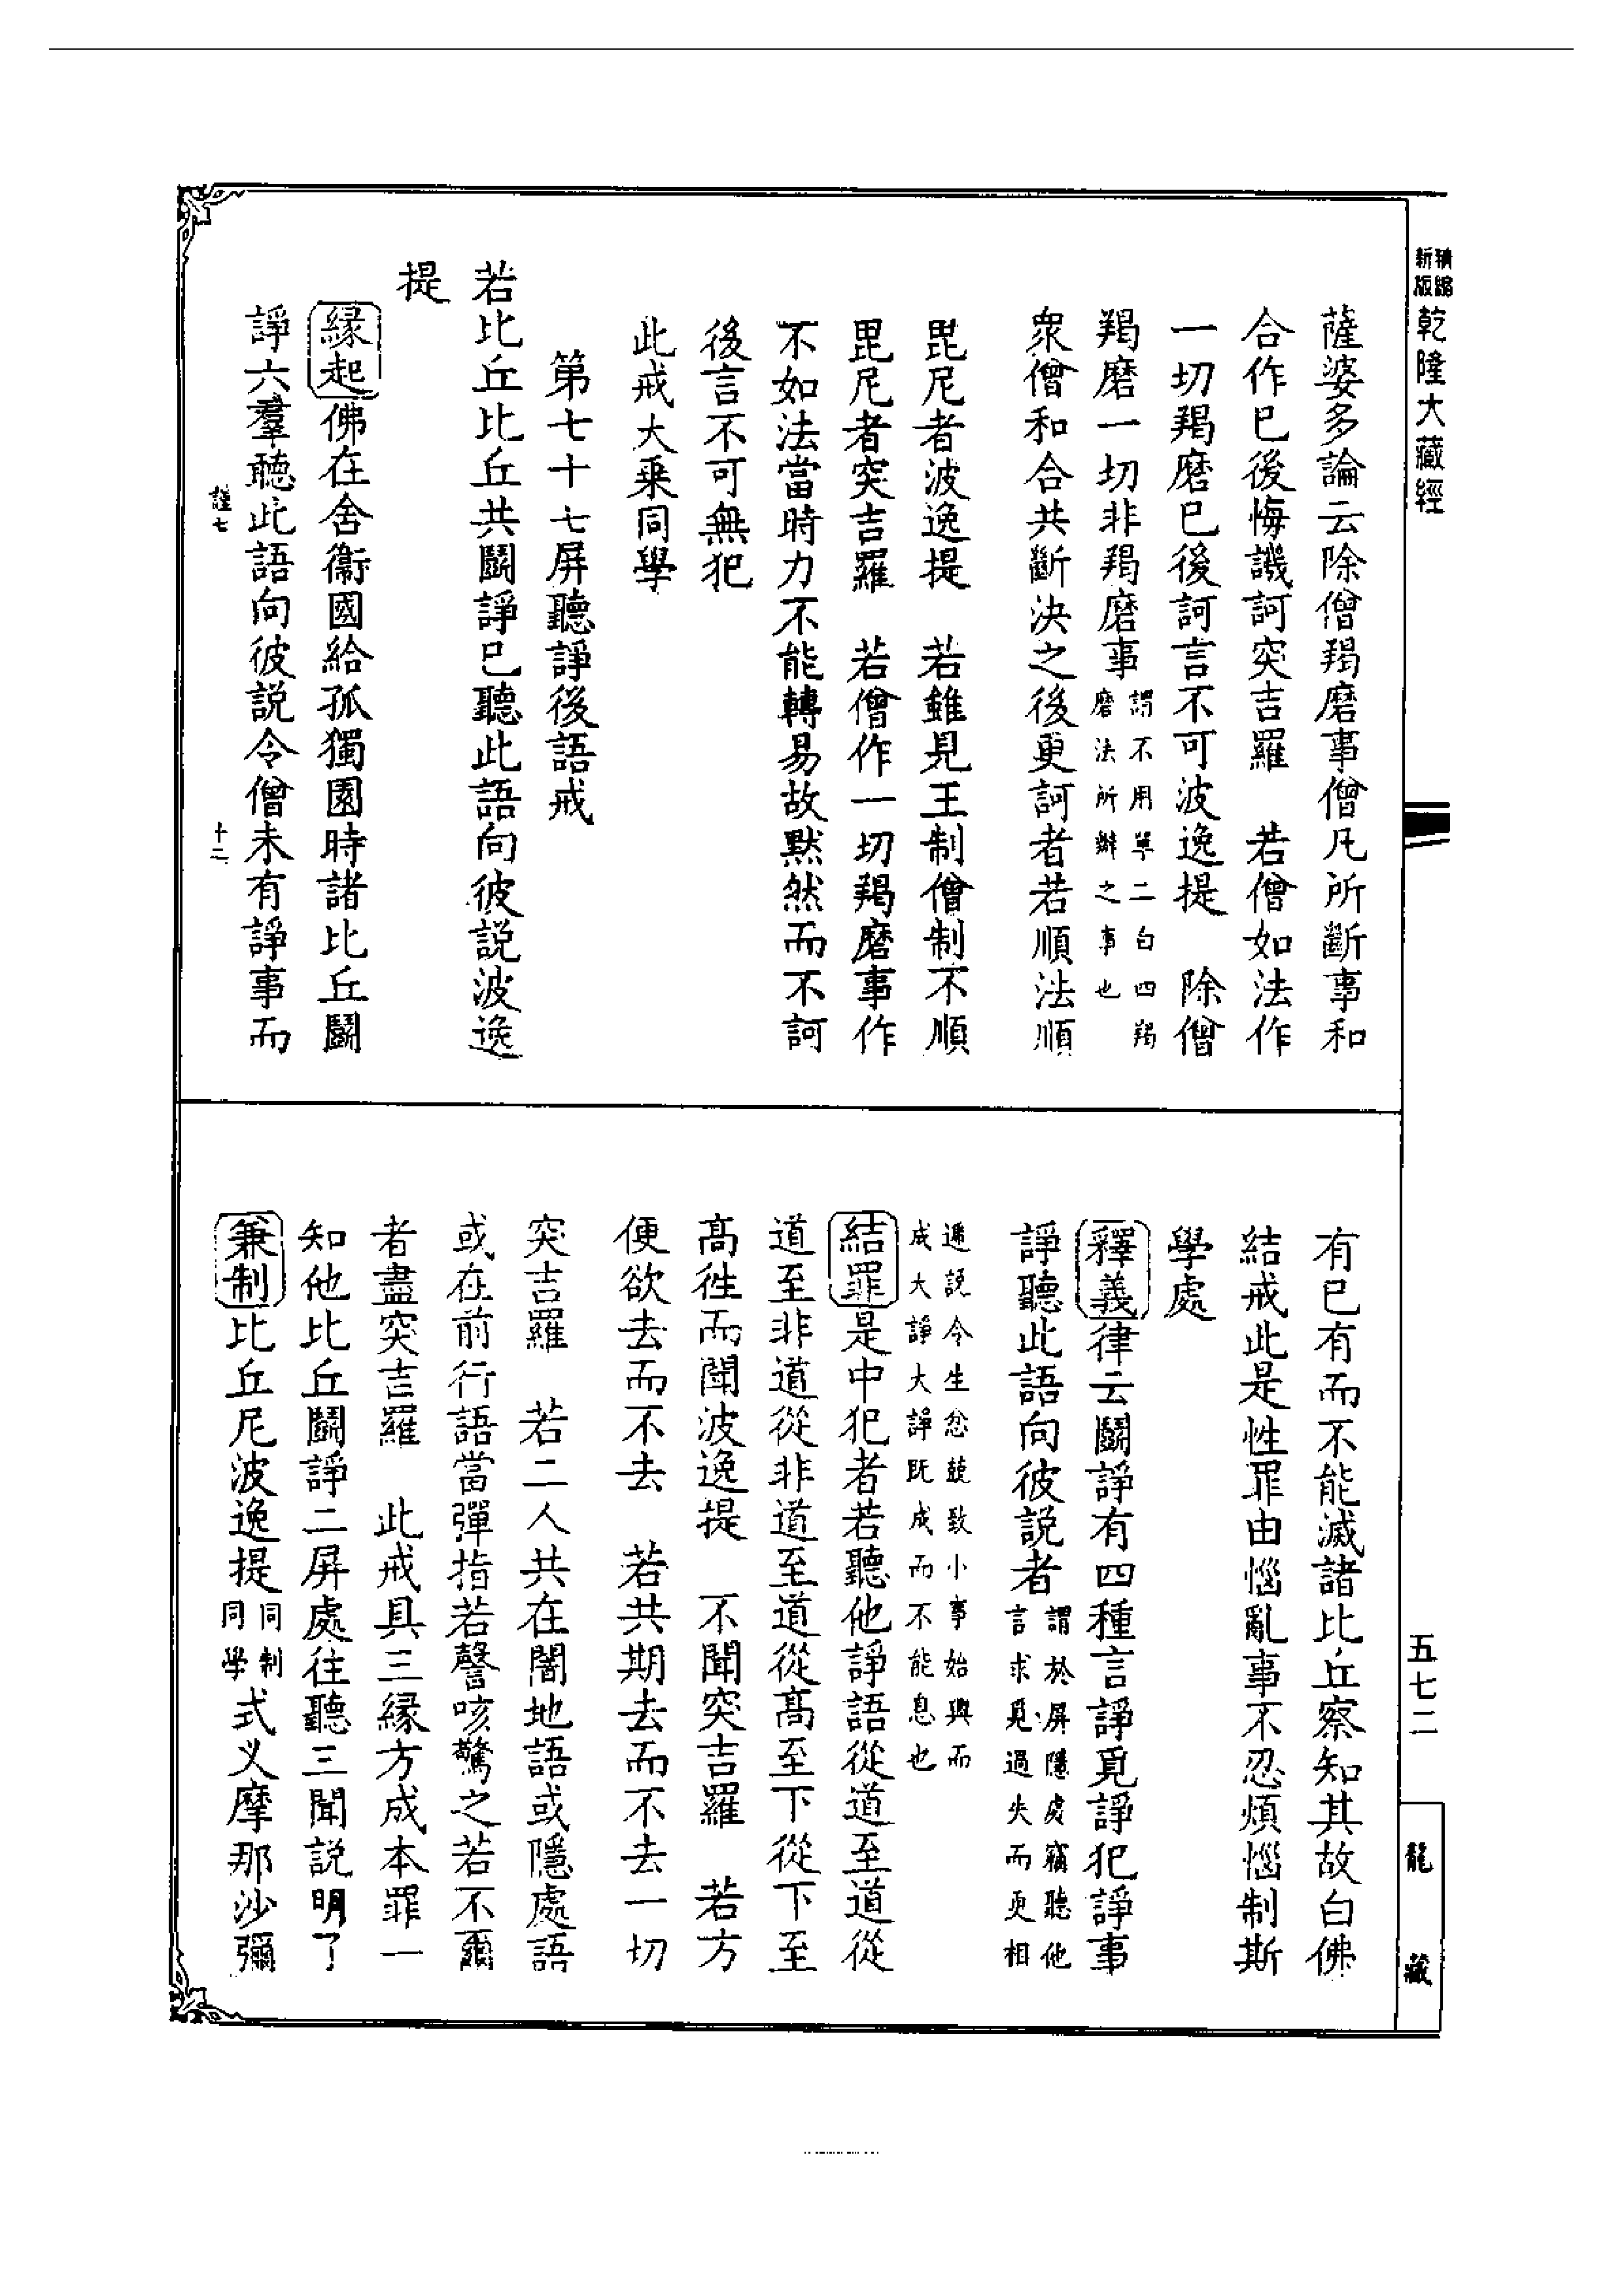 精縮新版
乾隆大藏經
薩婆多論云除僧羯磨事僧凡所斷事和
合作已後悔譏訶突吉羅　若僧如法作
一切羯磨已後訶言不可波逸提　除僧
羯磨一切非羯磨事謂不用單二白四羯磨法所辦之事也
衆僧和合共斷決之後更訶者若順法順
毘尼者波逸提　若雖見王制僧制不順
毘尼者突吉羅　若僧作一切羯磨事作
不如法當時力不能轉易故默然而不訶
後言不可無犯
此戒大乗同學
第七十七屏聽諍後語戒
若比丘比丘共鬭諍已聽此語向彼説波逸
提
縁起佛在舍衞國給孤獨園時諸比丘鬭
諍六羣聽此語向彼説令僧未有諍事而
謹七
十二
有已有而不能滅諸比丘察知其故白佛
結戒此是性罪由惱亂事不忍煩惱制斯
學處
釋義律云鬭諍有四種言諍覓諍犯諍事
諍聽此語向彼説者謂於屏隱處竊聽他言求覓過失而更相
遞説令生忿競致小事始興而成大諍大諍既成而不能息也
結罪是中犯者若聽他諍語從道至道從
道至非道從非道至道從高至下從下至
高徃而聞波逸提　不聞突吉羅　若方
便欲去而不去　若共期去而不去一切
突吉羅　若二人共在闇地語或隱處語
或在前行語當彈指若謦咳驚之若不爾
者盡突吉羅　此戒具三縁方成本罪一
知他比丘鬭諍二屏處往聽三聞説明了
兼制比丘尼波逸提同制同學式义摩那沙彌
五七二
龍藏